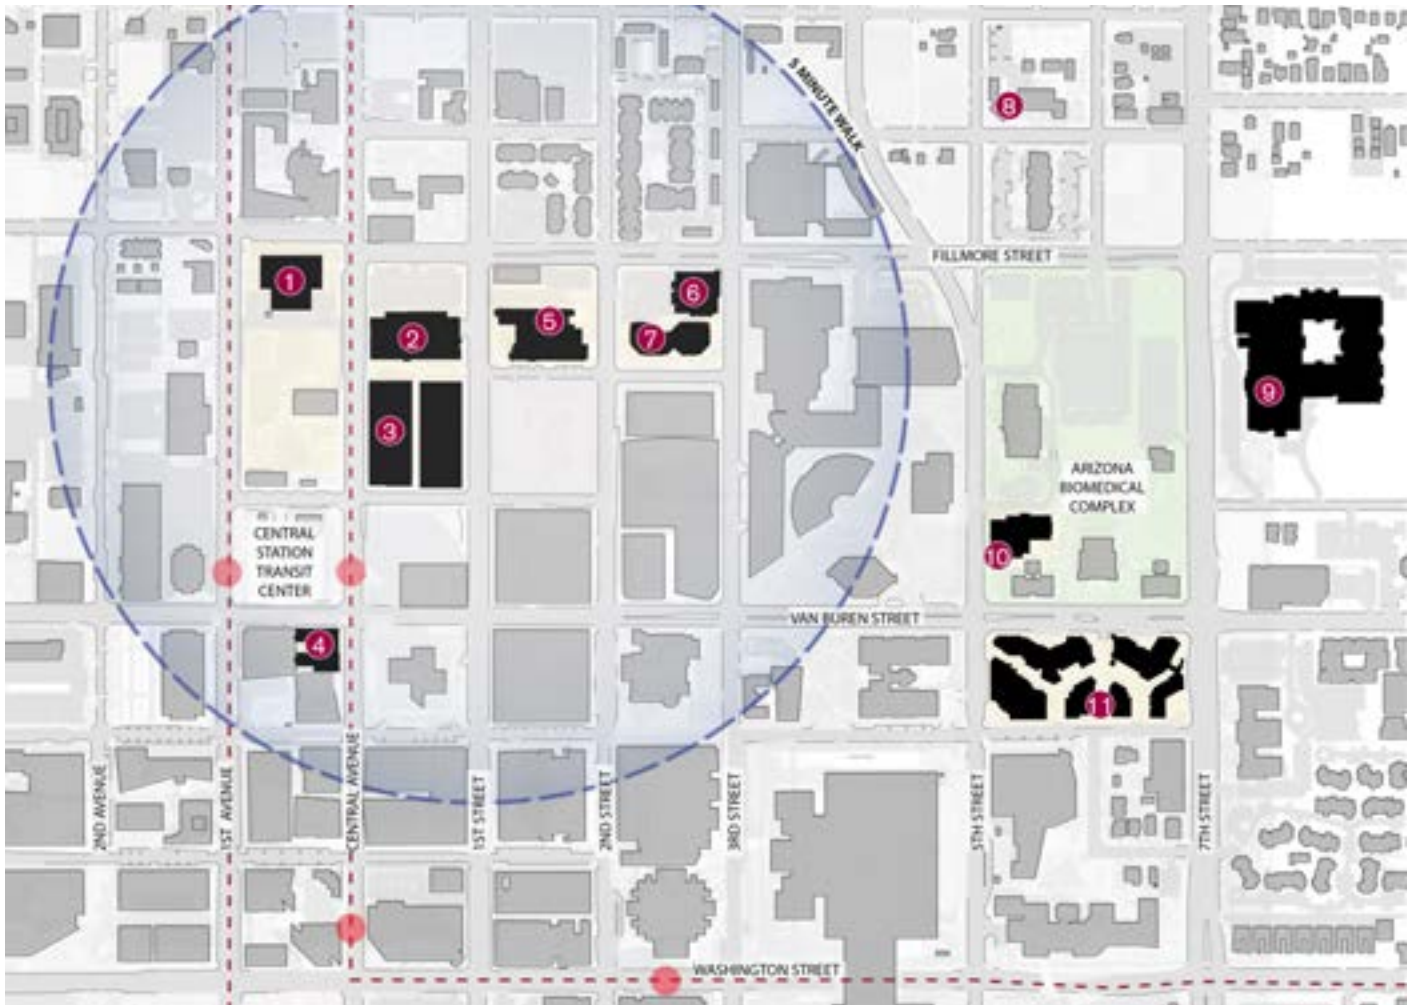 5 MINUTE WALK
8
FILLMORE STREET
1
6
5
2
7
9
3
ARIZONA
BIOMEDICAL
COMPLEX
CENTRAL
STATION
TRANSIT
CENTER
10
VAN BUREN STREET
4
11
2ND AVENUE
1ST AVENUE
CENTRAL AVENUE
1ST STREET
2ND STREET
3RD STREET
5TH STREET
7TH STREET
WASHINGTON STREET